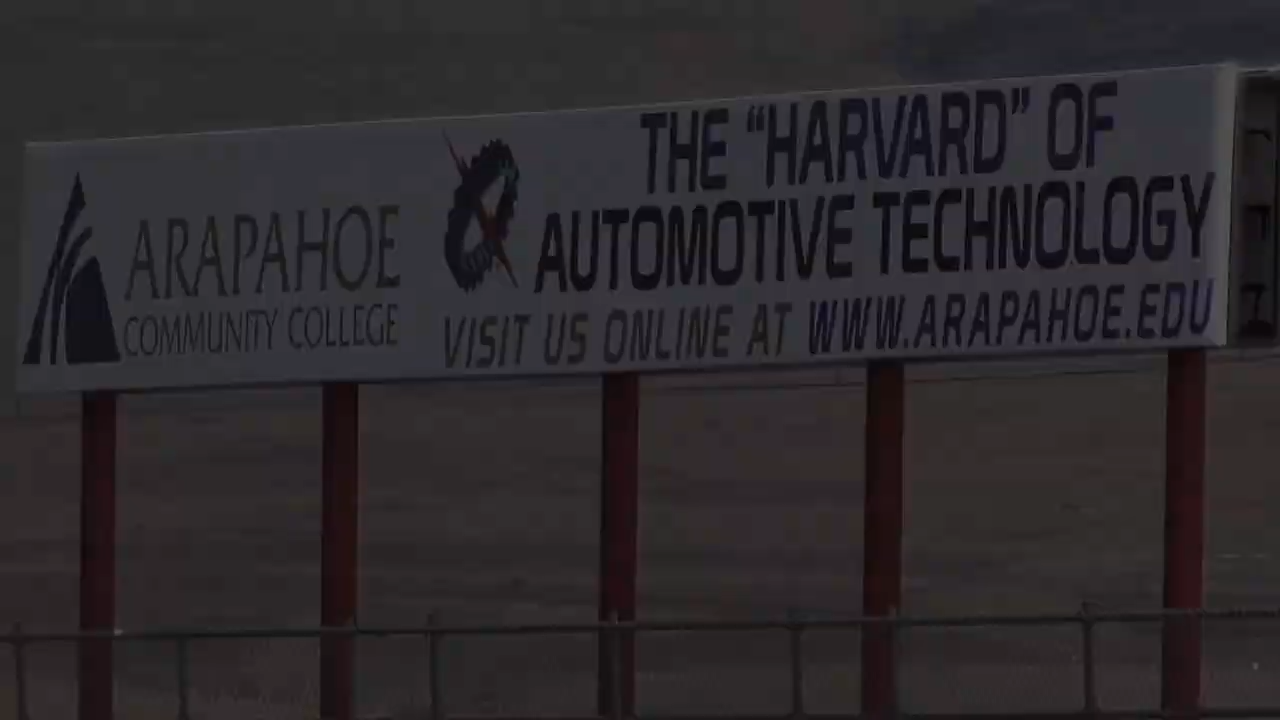 ARAPAHOE
COMMUNITY COLLEGE
THE “HARVARD” OF
AUTOMOTIVE TECHNOLOGY
VISIT US ONLINE AT WWW.ARAPAHOE.EDU